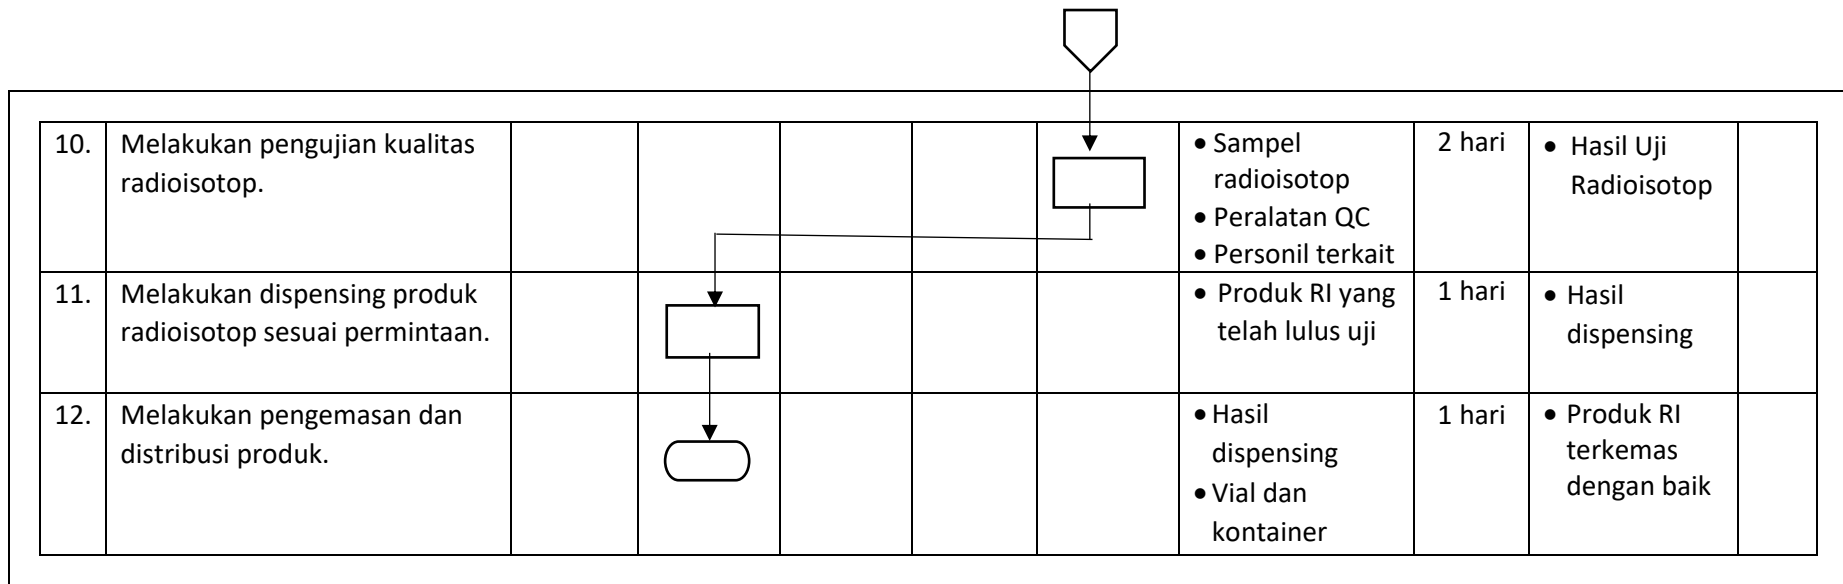 10.
Melakukan pengujian kualitas
radioisotop.
• Sampel
radioisotop
• Peralatan QC
• Personil terkait
2 hari
• Hasil Uji
Radioisotop
11.
Melakukan dispensing produk
radioisotop sesuai permintaan.
• Produk RI yang
telah lulus uji
1 hari
• Hasil
dispensing
12.
Melakukan pengemasan dan
distribusi produk.
• Hasil
dispensing
• Vial dan
kontainer
1 hari
• Produk RI
terkemas
dengan baik